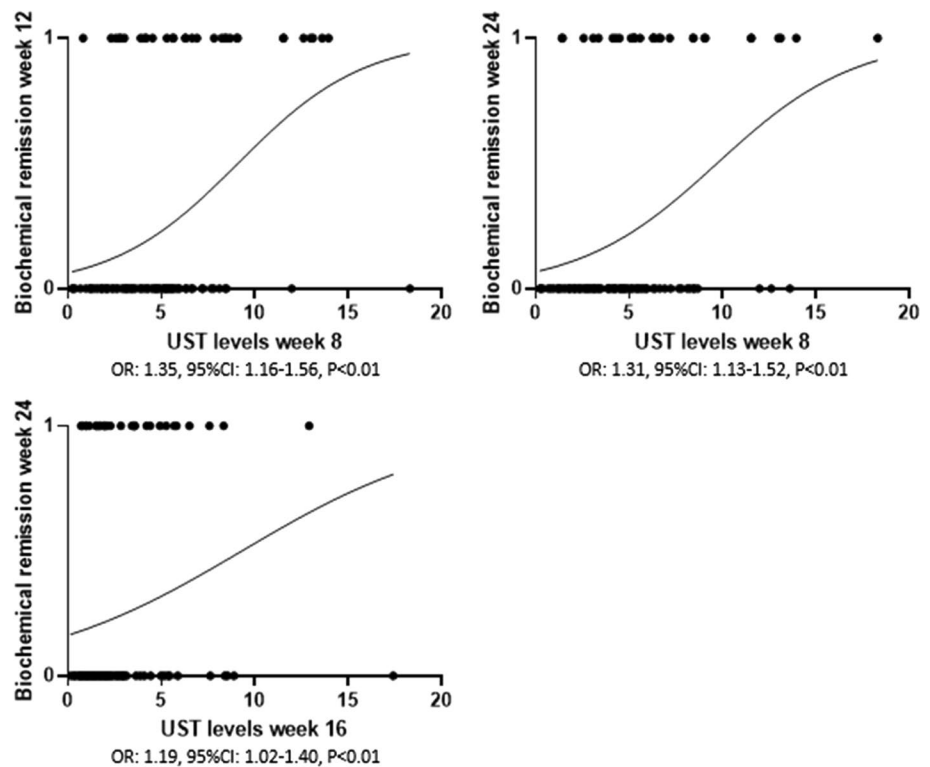 Biochemical remission week 12
1
0
0 5 10 15 20
UST levels week 8
OR: 1.35, 95%CI: 1.16-1.56, P<0.01
Biochemical remission week 24
1
0
0 5 10 15 20
UST levels week 8
OR: 1.31, 95%CI: 1.13-1.52, P<0.01
Biochemical remission week 24
1
0
0 5 10 15 20
UST levels week 16
OR: 1.19, 95%CI: 1.02-1.40, P<0.01